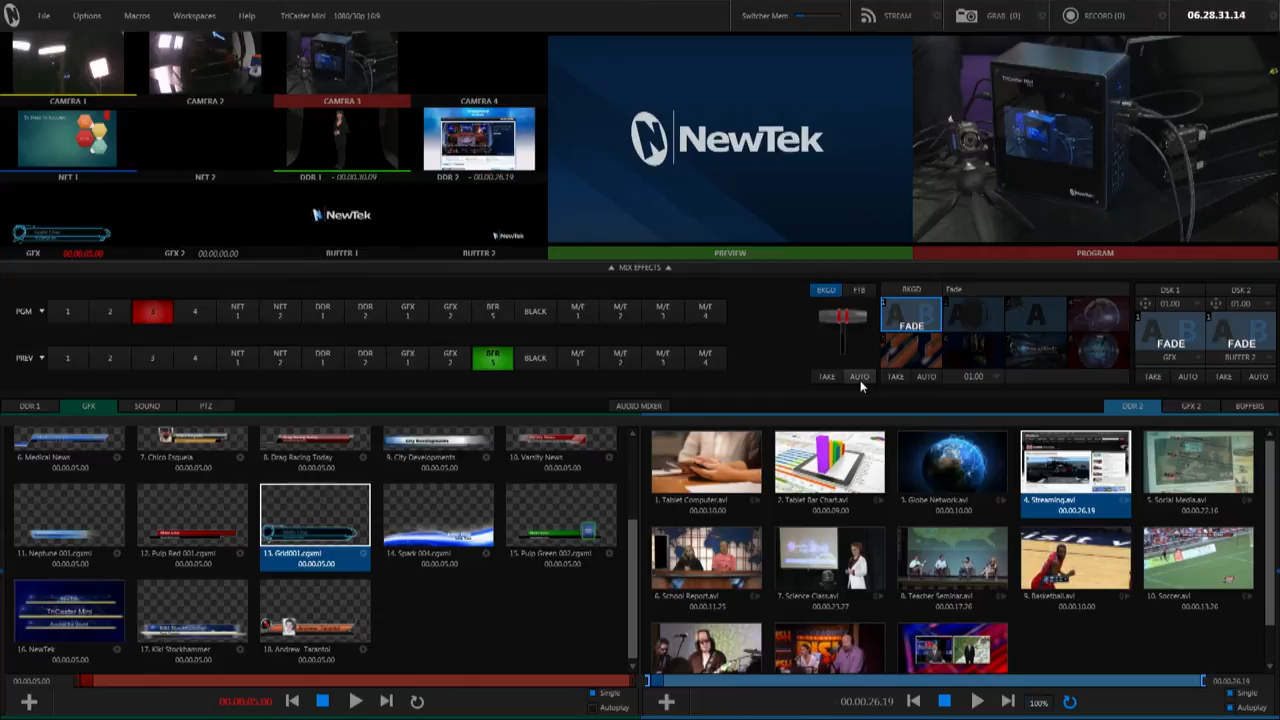 File Options Macros Workspaces Help TriCaster Mini 1080/30p 16:9 Switcher Mem STREAM GRAB (0) RECORD (0) 06.28.31.14
TriCaster Mini
NewTek
NewTek
CAMERA 1 CAMERA 2 CAMERA 3 CAMERA 4
NET 1 NET 2 DDR 1 - 00.00.10.09 DDR 2 - 00.00.26.19
NewTek
NewTek
GFX 00.00.05.00 GFX 2 00.00.00.00 BUFFER 1 BUFFER 2 PREVIEW PROGRAM
MIX EFFECTS
BKGD FTB BKGD Fade DSK 1 DSK 2
01.00 01.00
PGM 1 2 3 4 NET 1 NET 2 DDR 1 DDR 2 GFX 1 GFX 2 BFR 5 BLACK M/E 1 M/E 2 M/E 3 M/E 4
1 A B FADE A A B FADE A B FADE
PREV 1 2 3 4 NET 1 NET 2 DDR 1 DDR 2 GFX 1 GFX 2 BFR 5 BLACK M/E 1 M/E 2 M/E 3 M/E 4
GFX BUFFER 2
TAKE AUTO TAKE AUTO 01.00 TAKE AUTO TAKE AUTO
DDR 1 GFX SOUND PTZ AUDIO MIXER DDR 2 GFX 2 BUFFERS
6. Medical News 7. Chico Esquela 8. Drag Racing Today 9. City Developments 10. Varsity News
00.00.05.00 00.00.05.00 00.00.05.00 00.00.05.00 00.00.05.00
1. Tablet Computer.avi 2. Tablet Bar Chart.avi 3. Globe Network.avi 4. Streaming.avi 5. Social Media.avi
00.00.10.00 00.00.09.00 00.00.10.00 00.00.26.19 00.00.22.16
11. Neptune 001.cgxmi 12. Pulp Red 001.cgxmi 13. Grid001.cgxmi 14. Spark 004.cgxmi 15. Pulp Green 002.cgxmi
00.00.05.00 00.00.05.00 00.00.05.00 00.00.05.00 00.00.05.00
6. School Report.avi 7. Science Class.avi 8. Teacher Seminar.avi 9. Basketball.avi 10. Soccer.avi
00.00.11.25 00.00.23.27 00.00.17.26 00.00.10.00 00.00.13.26
TriCaster Mini
16. NewTek 17. Kiki Stockhammer 18. Andrew Tarantol
00.00.05.00 00.00.05.00 00.00.05.00
00.00.05.00 00.00.26.19
00.00.05.00 Single Autoplay 00.00.26.19 100% Single Autoplay